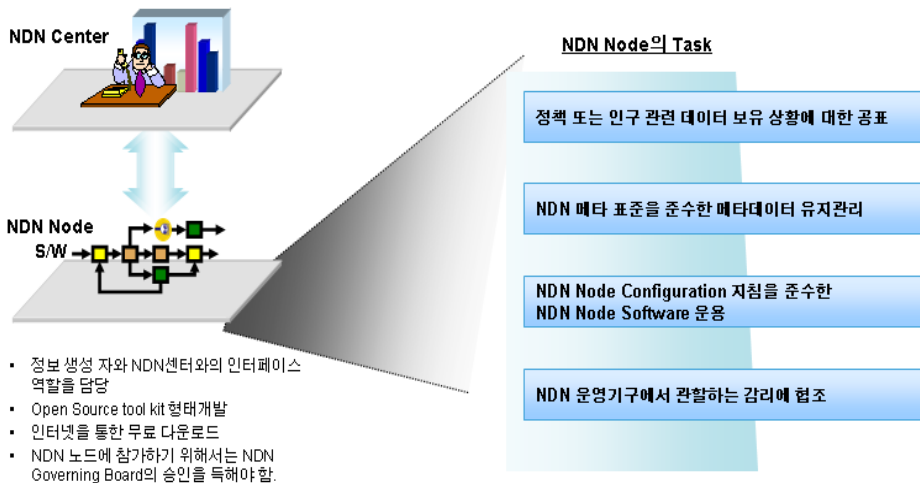 NDN Center
NDN Node
S/W
▪ 정보 생성 자와 NDN센터와의 인터페이스
역할을 담당
▪ Open Source tool kit 형태개발
▪ 인터넷을 통한 무료 다운로드
▪ NDN 노드에 참가하기 위해서는 NDN
Governing Board의 승인을 득해야 함.
NDN Node의 Task
정책 또는 인구 관련 데이터 보유 상황에 대한 공표
NDN 메타 표준을 준수한 메타데이터 유지관리
NDN Node Configuration 지침을 준수한
NDN Node Software 운용
NDN 운영기구에서 관할하는 감리에 협조